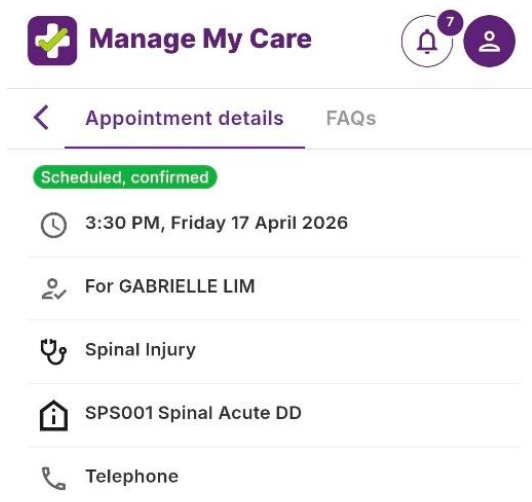 Manage My Care
7
Appointment details
FAQs
Scheduled, confirmed
3:30 PM, Friday 17 April 2026
For GABRIELLE LIM
Spinal Injury
SPS001 Spinal Acute DD
Telephone